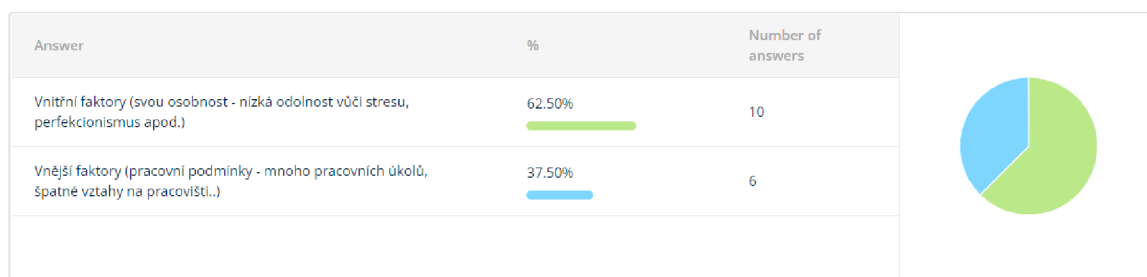 Answer
%
Number of
answers
Vnitřní faktory (svou osobnost - nízká odolnost vůči stresu,
perfekcionismus apod.)
62.50%
10
Vnější faktory (pracovní podmínky - mnoho pracovních úkolů,
špatné vztahy na pracovišti..)
37.50%
6